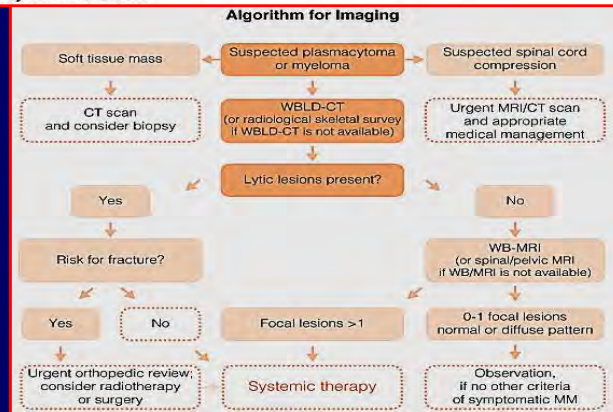 Algorithm for Imaging
Soft tissue mass
Suspected plasmacytoma
or myeloma
Suspected spinal cord
compression
CT scan
and consider biopsy
WBLD-CT
(or radiological skeletal survey
if WBLD-CT is not available)
Urgent MRI/CT scan
and appropriate
medical management
Lytic lesions present?
Yes
No
Risk for fracture?
WB-MRI
(or spinal/pelvic MRI
if WB/MRI is not available)
Yes
No
Focal lesions >1
0-1 focal lesions
normal or diffuse pattern
Urgent orthopedic review;
consider radiotherapy
or surgery
Systemic therapy
Observation,
if no other criteria
of symptomatic MM